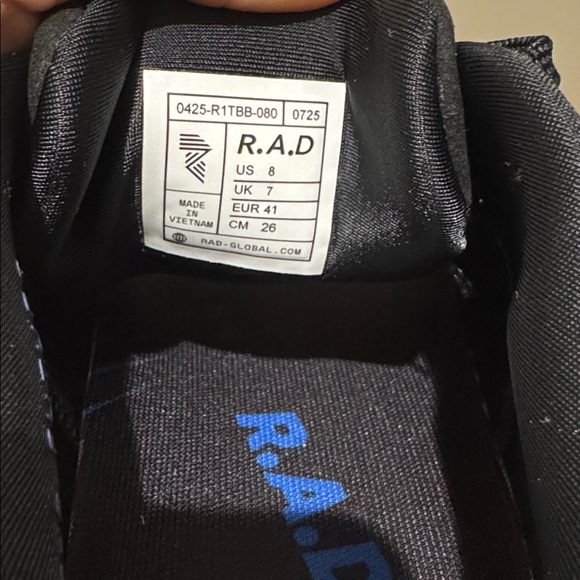 0425-R1TBB-080 0725
R.A.D
US 8
UK 7
EUR 41
CM 26
MADE
IN
VIETNAM
RAD-GLOBAL.COM
R.A.D